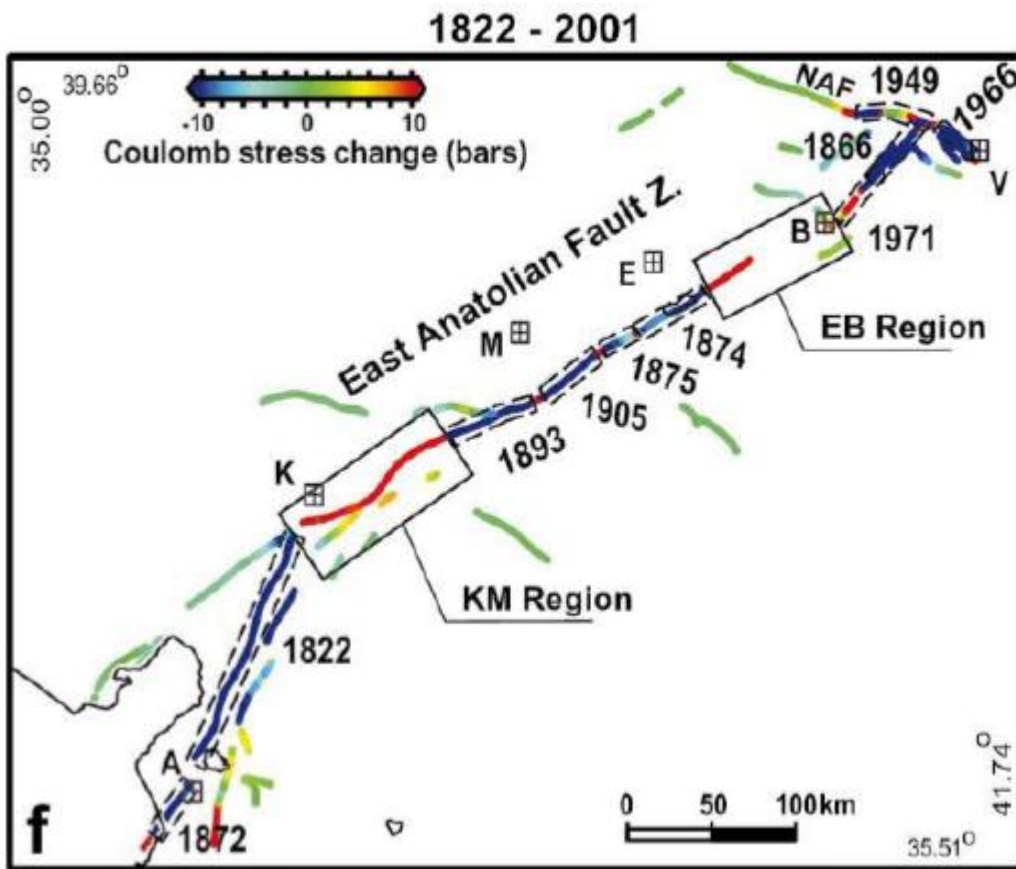 1822 - 2001
39.66°
35.00°
-10 0 10
Coulomb stress change (bars)
NAF
1949
1966
1866
V
B
1971
East Anatolian Fault Z.
E
M
1874
EB Region
1875
1905
1893
K
KM Region
1822
A
1872
f
0 50 100km
41.74°
35.51°